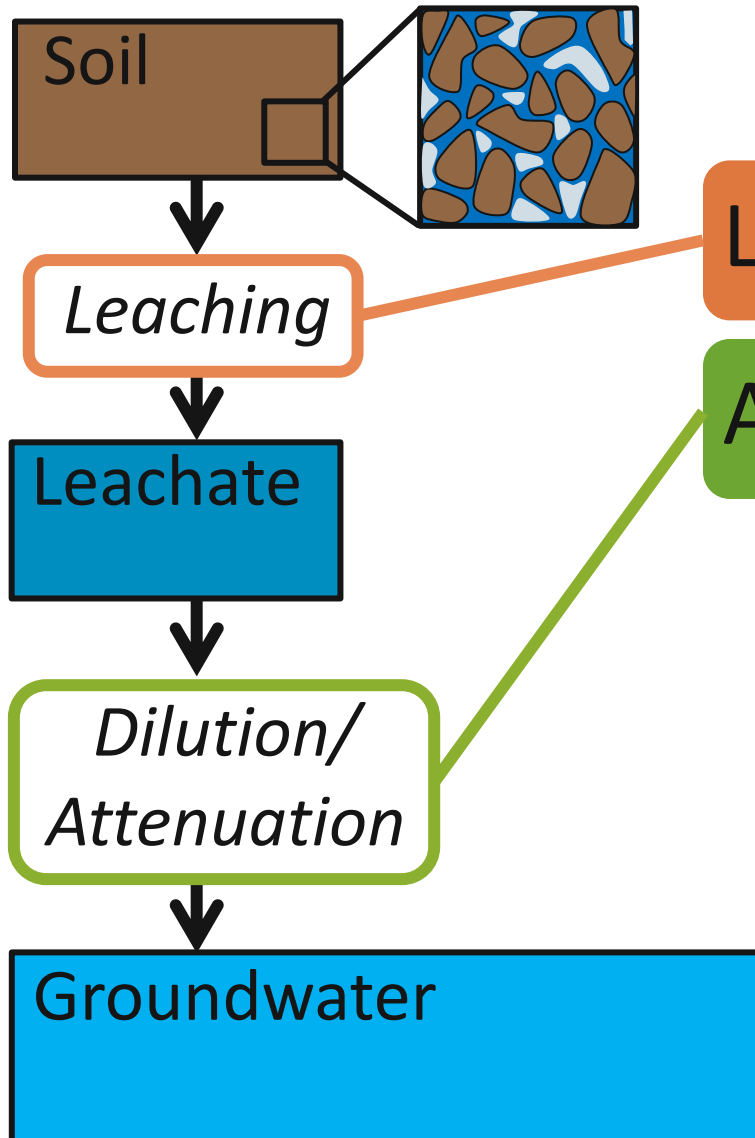 Soil
Leaching
L
A
Leachate
Dilution/
Attenuation
Groundwater